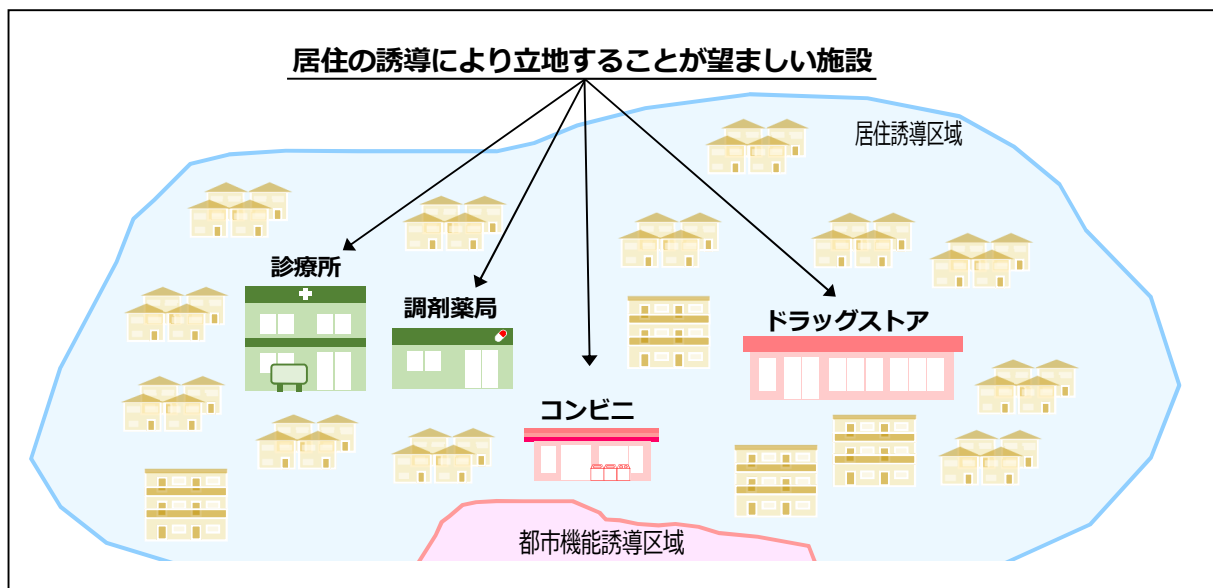 居住の誘導により立地することが望ましい施設
居住誘導区域
診療所
調剤薬局
ドラッグストア
コンビニ
都市機能誘導区域